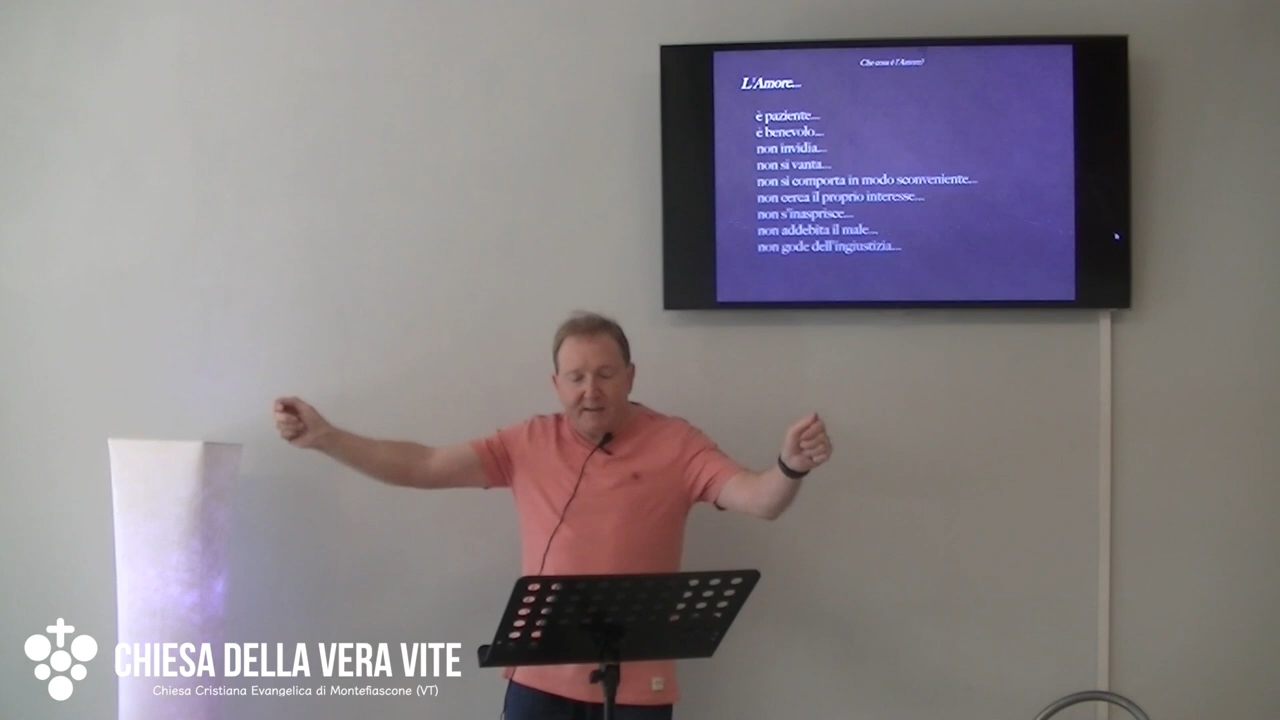 Che cosa è l'Amore?
L'Amore...
è paziente...
è benevolo...
non invidia...
non si vanta...
non si comporta in modo sconveniente...
non cerca il proprio interesse...
non s'inasprisce...
non addebita il male...
non gode dell'ingiustizia...
CHIESA DELLA VERA VITE
Chiesa Cristiana Evangelica di Montefiascone (VT)